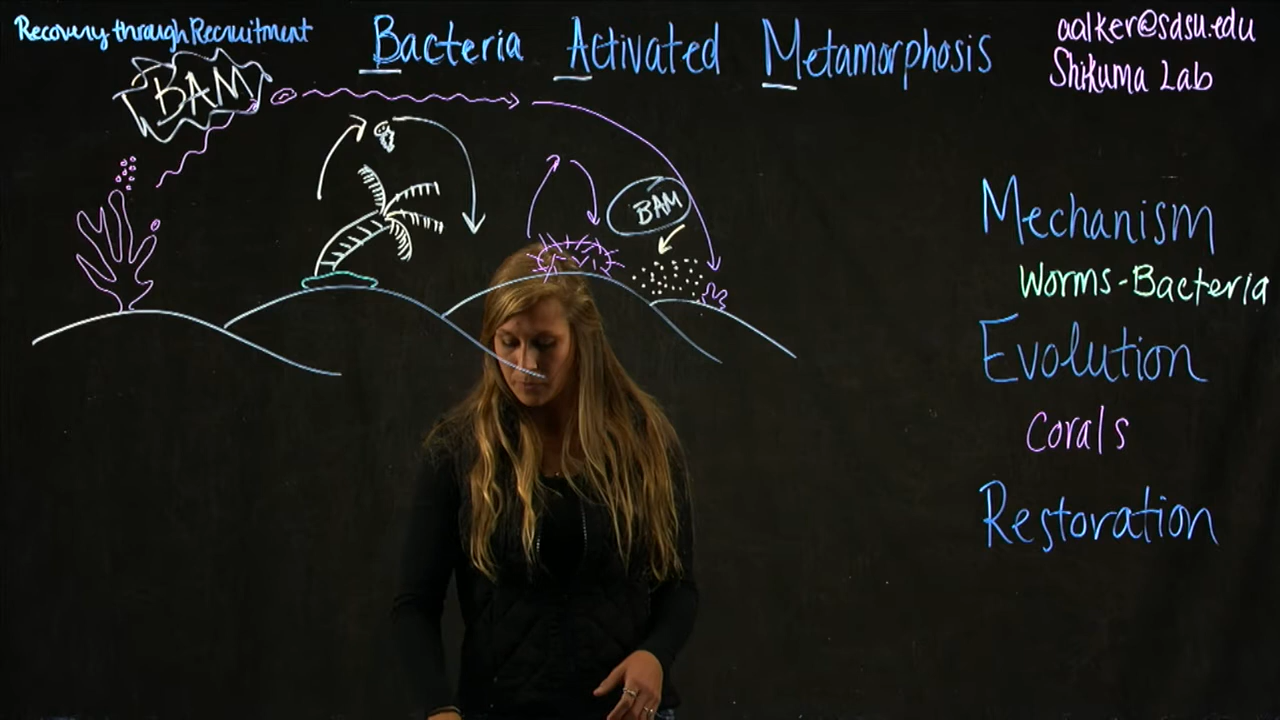 Recovery through Recruitment
Bacteria Activated Metamorphosis
aalker@sdsu.edu
Shikuma Lab
BAM
BAM
Mechanism
Worms-Bacteria
Evolution
Corals
Restoration